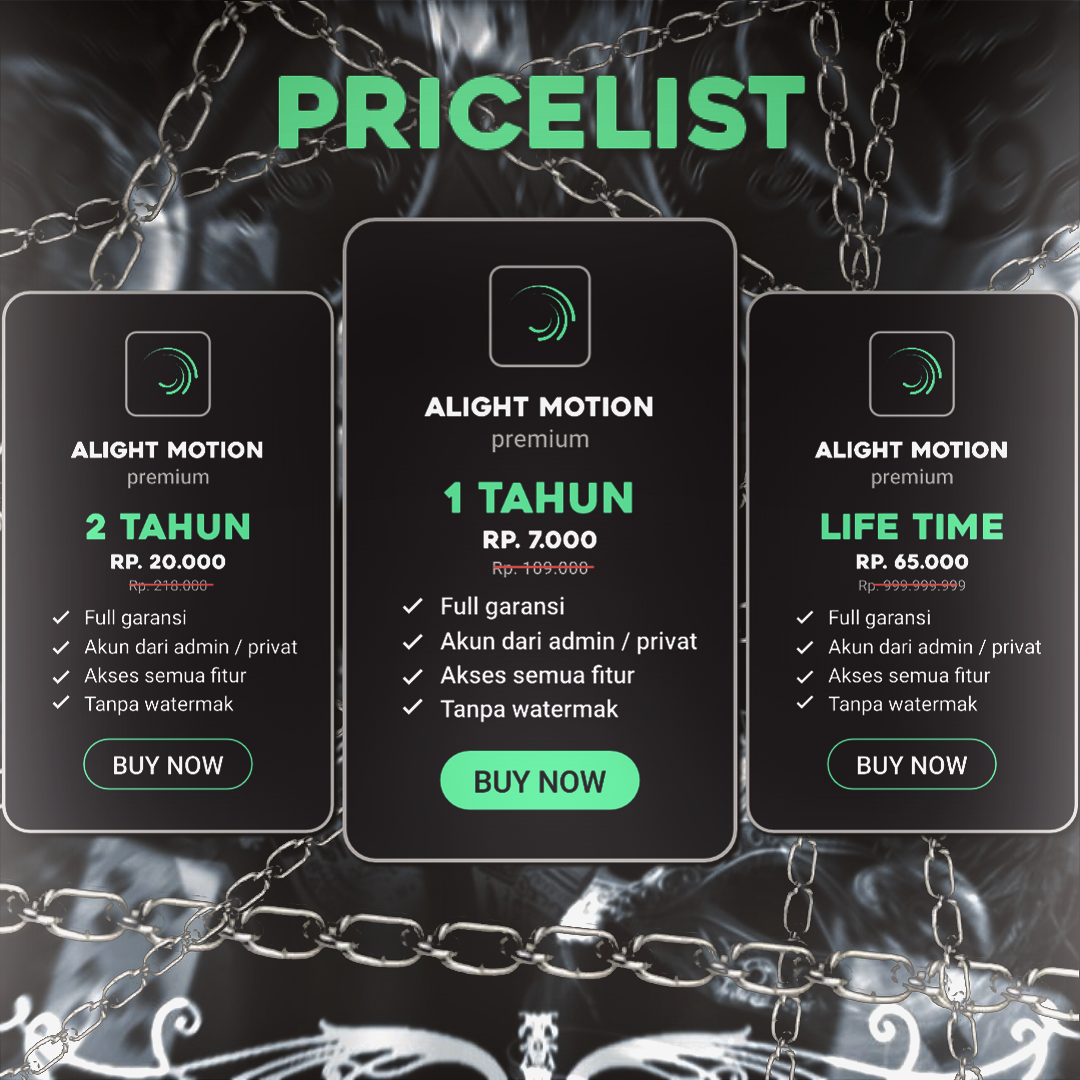 PRICELIST
ALIGHT MOTION
premium
2 TAHUN
RP. 20.000
Rp. 218.000
Full garansi
Akun dari admin / privat
Akses semua fitur
Tanpa watermak
BUY NOW
ALIGHT MOTION
premium
1 TAHUN
RP. 7.000
Rp. 109.000
Full garansi
Akun dari admin / privat
Akses semua fitur
Tanpa watermak
BUY NOW
ALIGHT MOTION
premium
LIFE TIME
RP. 65.000
Rp. 999.999.999
Full garansi
Akun dari admin / privat
Akses semua fitur
Tanpa watermak
BUY NOW